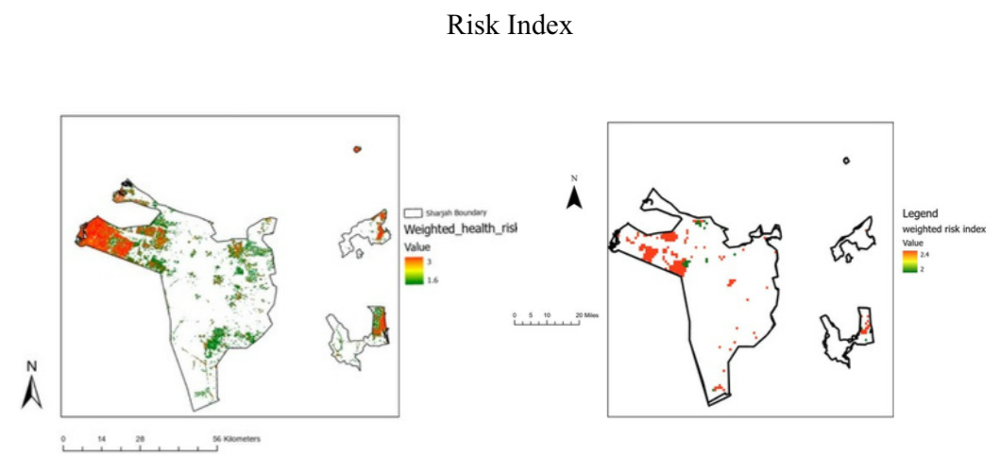 Risk Index
Sharjah Boundary
Weighted_health_risk
Value
3
1.6
N
0 14 28 56 Kilometers
N
0 5 10 20 Miles
Legend
weighted risk index
Value
2.4
2